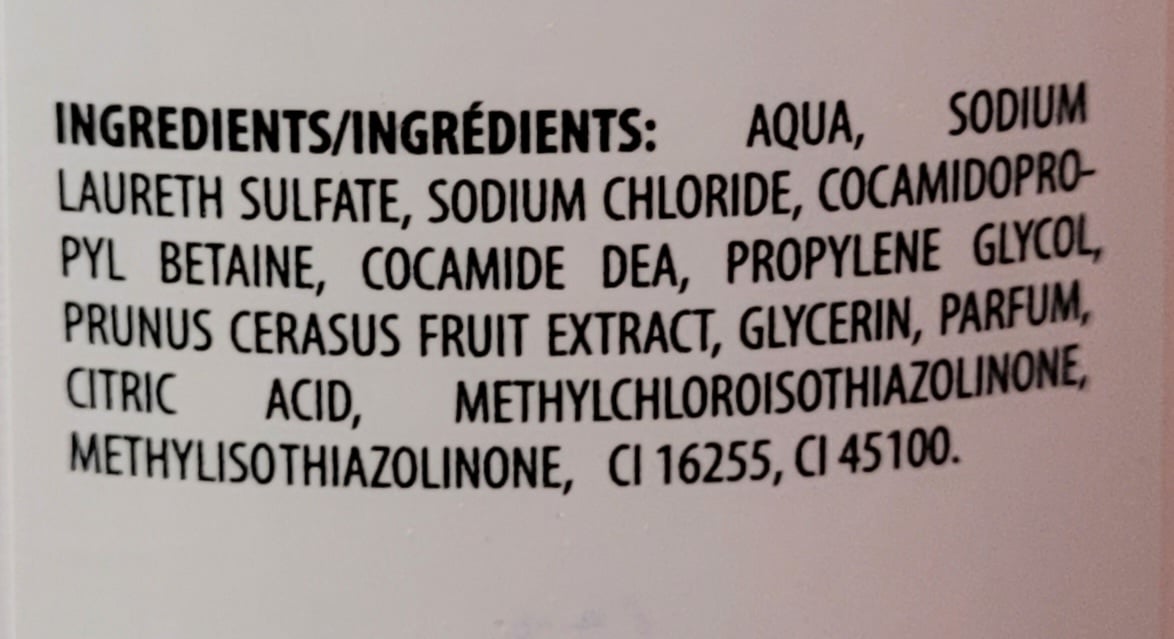 INGREDIENTS/INGRÉDIENTS: AQUA, SODIUM
LAURETH SULFATE, SODIUM CHLORIDE, COCAMIDOPRO-
PYL BETAINE, COCAMIDE DEA, PROPYLENE GLYCOL,
PRUNUS CERASUS FRUIT EXTRACT, GLYCERIN, PARFUM,
CITRIC ACID, METHYLCHLOROISOTHIAZOLINONE,
METHYLISOTHIAZOLINONE, CI 16255, CI 45100.